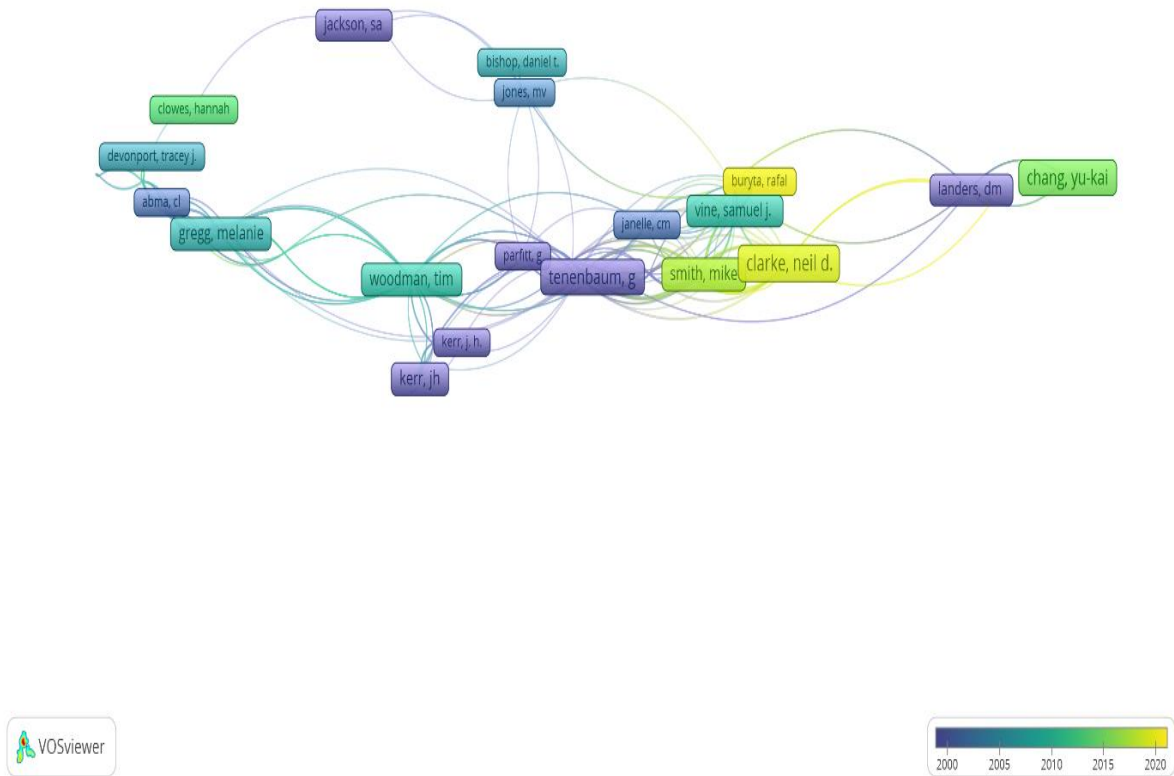 jackson, sa
bishop, daniel t.
jones, mv
clowes, hannah
devonport, tracey j.
abma, cl
gregg, melanie
buryta, rafal
vine, samuel j.
landers, dm
chang, yu-kai
janelle, cm
parfitt, g
woodman, tim
tenenbaum, g
smith, mike
clarke, neil d.
kerr, j. h.
kerr, jh
VOSviewer
2000 2005 2010 2015 2020